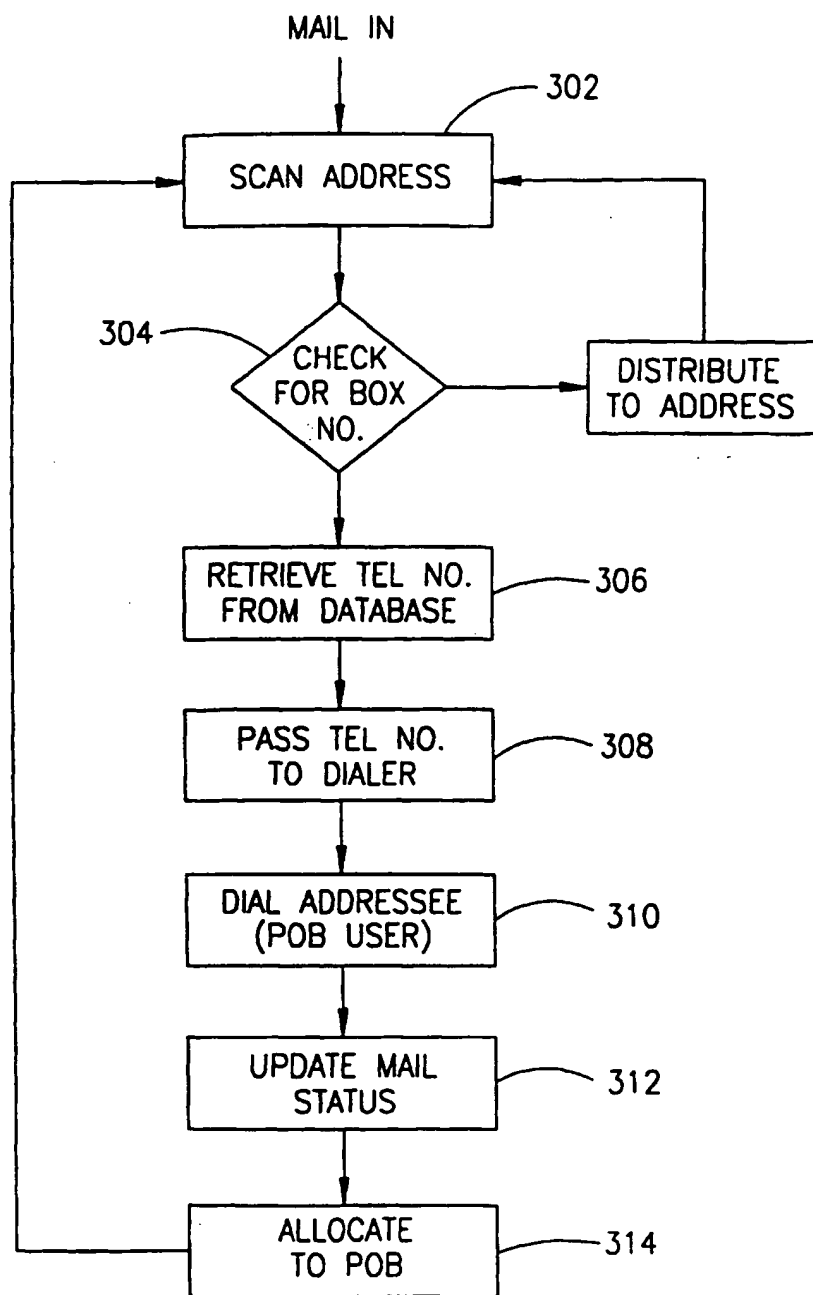 MAIL IN
302
SCAN ADDRESS
304
CHECK
FOR BOX
NO.
DISTRIBUTE
TO ADDRESS
RETRIEVE TEL NO.
FROM DATABASE
306
PASS TEL NO.
TO DIALER
308
DIAL ADDRESSEE
(POB USER)
310
UPDATE MAIL
STATUS
312
ALLOCATE
TO POB
314